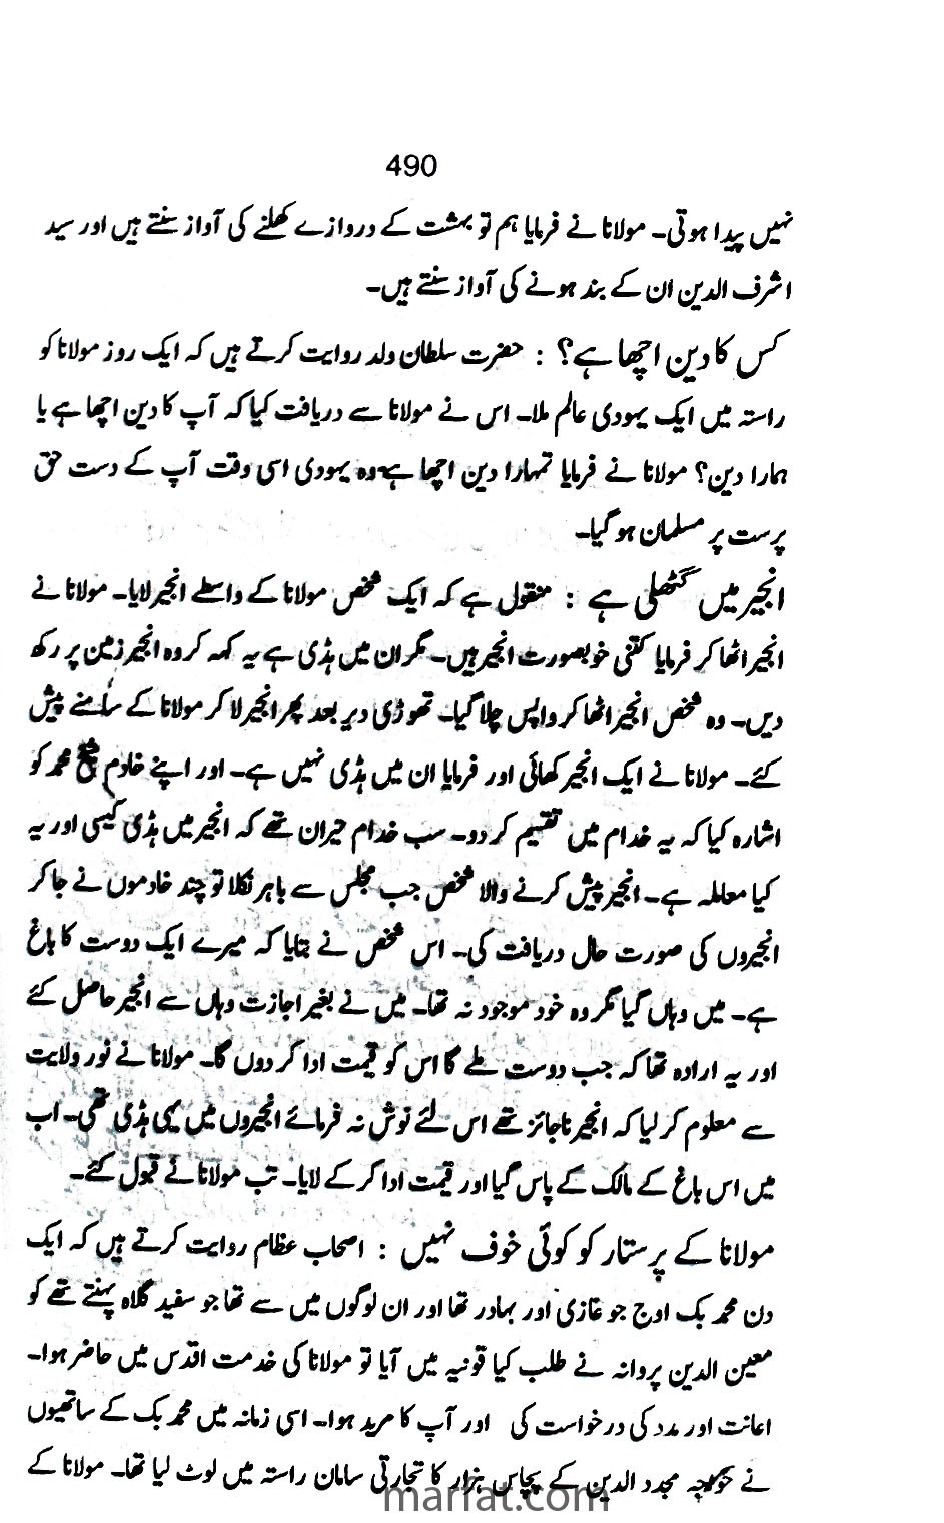 490
نہیں پیدا ہوتی۔ مولانا نے فرمایا ہم تو بہشت کے دروازے کھلنے کی آواز سنتے ہیں اور سید
اشرف الدین ان کے بند ہونے کی آواز سنتے ہیں۔
کس کا دین اچھا ہے؟ : حضرت سلطان ولد روایت کرتے ہیں کہ ایک روز مولانا کو
راستہ میں ایک یہودی عالم ملا۔ اس نے مولانا سے دریافت کیا کہ آپ کا دین اچھا ہے یا
ہمارا دین؟ مولانا نے فرمایا تمہارا دین اچھا ہے وہ یہودی اسی وقت آپ کے دست حق
پرست پر مسلمان ہو گیا۔
انجیر میں گٹھلی ہے : منقول ہے کہ ایک شخص مولانا کے واسطے انجیر لایا۔ مولانا نے
انجیر اٹھا کر فرمایا کتنی خوبصورت انجیر ہیں۔ مگر ان میں ہڈی ہے یہ کہہ کر وہ انجیر زمین پر رکھ
دیں۔ وہ شخص انجیر اٹھا کر واپس چلا گیا۔ تھوڑی دیر بعد پھر انجیر لا کر مولانا کے سامنے پیش
کئے۔ مولانا نے ایک انجیر کھائی اور فرمایا ان میں ہڈی نہیں ہے۔ اور اپنے خادم شیخ محمد کو
اشارہ کیا کہ یہ خدام میں تقسیم کر دو۔ سب خدام حیران تھے کہ انجیر میں ہڈی کیسی اور یہ
کیا معاملہ ہے۔ انجیر پیش کرنے والا شخص جب مجلس سے باہر نکلا تو چند خادموں نے جا کر
انجیروں کی صورت حال دریافت کی۔ اس شخص نے بتایا کہ میرے ایک دوست کا باغ
ہے۔ میں وہاں گیا مگر وہ خود موجود نہ تھا۔ میں نے بغیر اجازت وہاں سے انجیر حاصل کئے
اور یہ ارادہ تھا کہ جب دوست ملے گا اس کو قیمت ادا کر دوں گا۔ مولانا نے نور ولایت
سے معلوم کر لیا کہ انجیر ناجائز تھے اس لئے نوش نہ فرمائے انجیروں میں یہی ہڈی تھی۔ اب
میں اس باغ کے مالک کے پاس گیا اور قیمت ادا کر کے لایا۔ تب مولانا نے قبول کئے۔
مولانا کے پرستار کو کوئی خوف نہیں : اصحاب عظام روایت کرتے ہیں کہ ایک
دن محمد بک اوج جو غازی اور بہادر تھا اور ان لوگوں میں سے تھا جو سفید کلاہ پہنتے تھے کو
معین الدین پروانہ نے طلب کیا قونیہ میں آیا تو مولانا کی خدمت اقدس میں حاضر ہوا۔
اعانت اور مدد کی درخواست کی اور آپ کا مرید ہوا۔ اسی زمانہ میں محمد بک کے ساتھیوں
نے خواجہ مجدد الدین کے پچاس ہزار کا تجارتی سامان راستہ میں لوٹ لیا تھا۔ مولانا کے
marfat.com